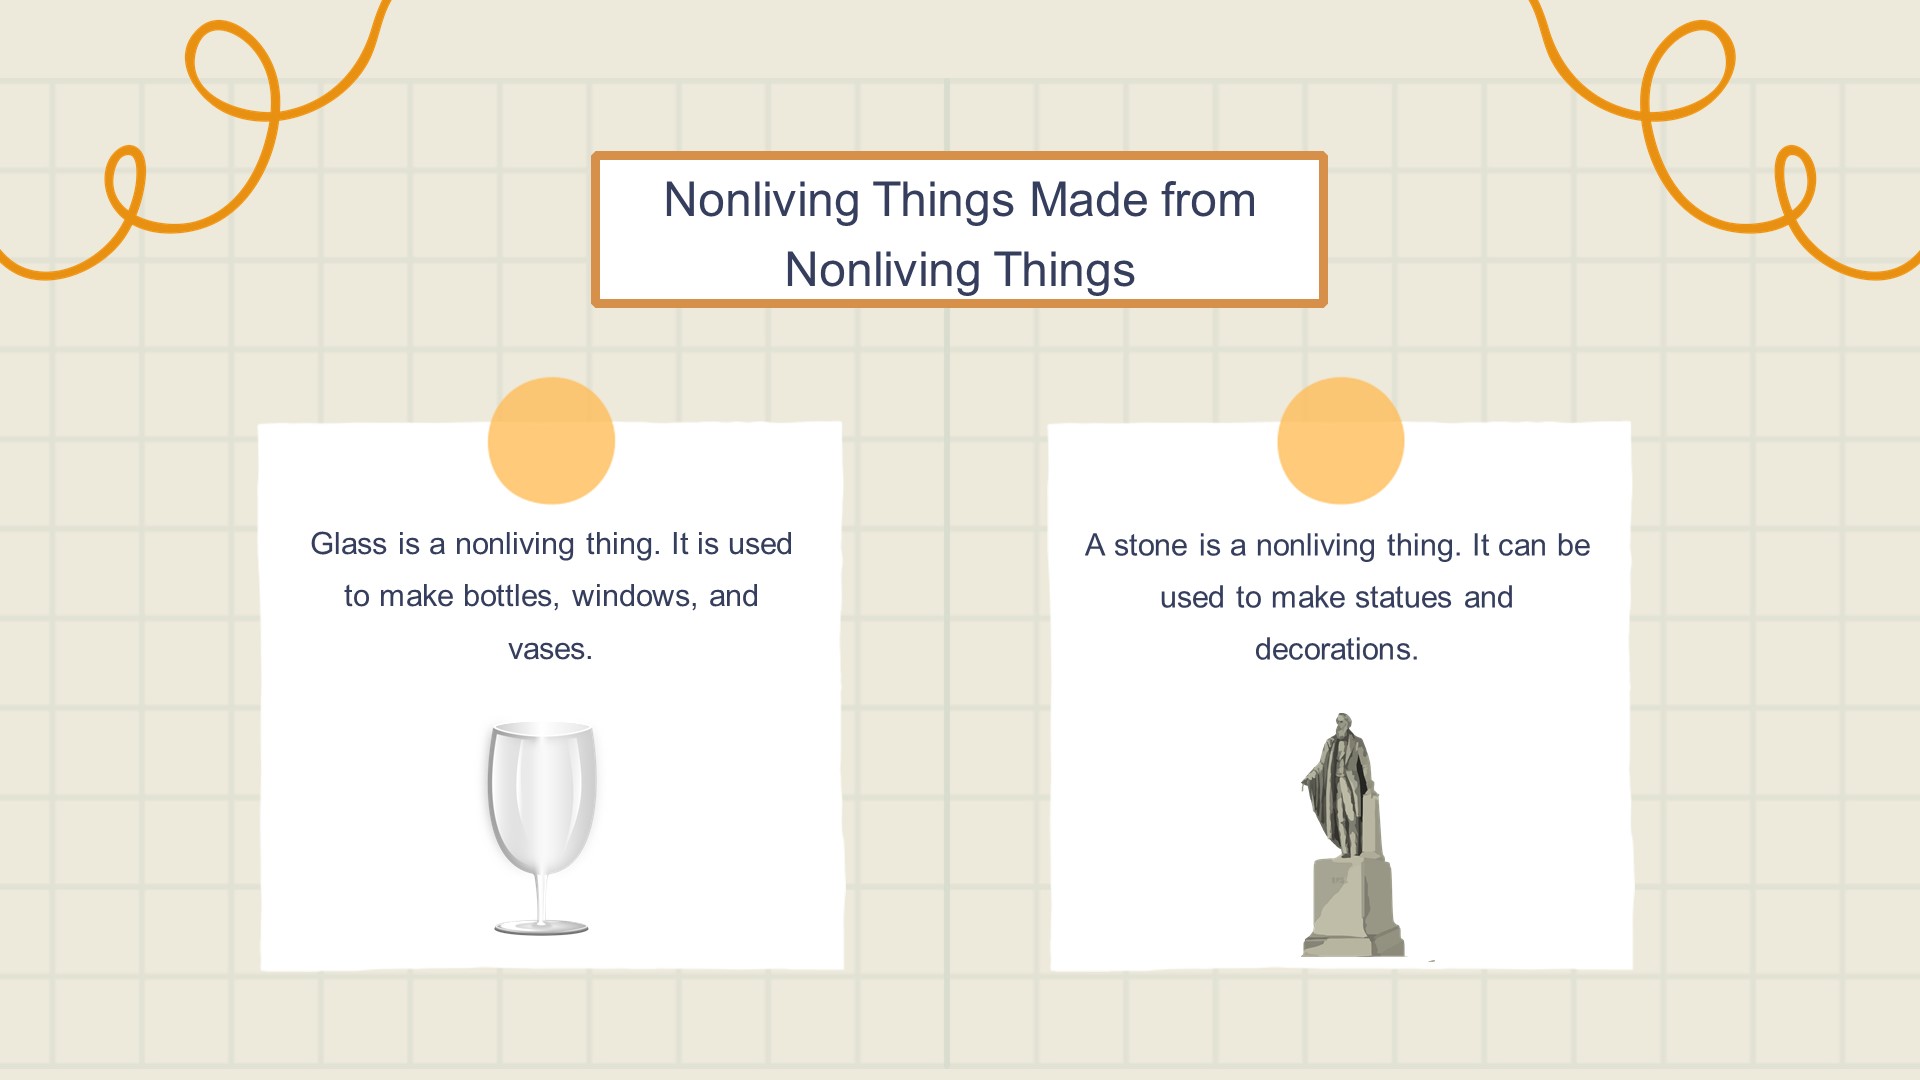 Nonliving Things Made from
Nonliving Things
Glass is a nonliving thing. It is used
to make bottles, windows, and
vases.
A stone is a nonliving thing. It can be
used to make statues and
decorations.